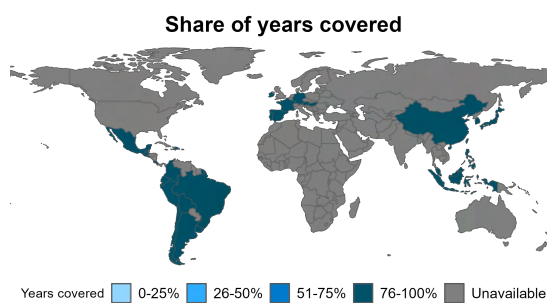 Share of years covered
Years covered 0-25% 26-50% 51-75% 76-100% Unavailable